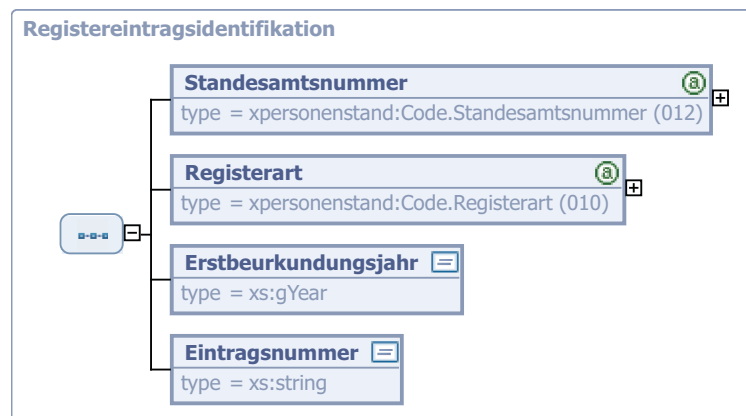 Registereintragsidentifikation
Standesamtsnummer
type = xpersonenstand:Code.Standesamtsnummer (012)
Registerart
type = xpersonenstand:Code.Registerart (010)
Erstbeurkundungsjahr
type = xs:gYear
Eintragsnummer
type = xs:string